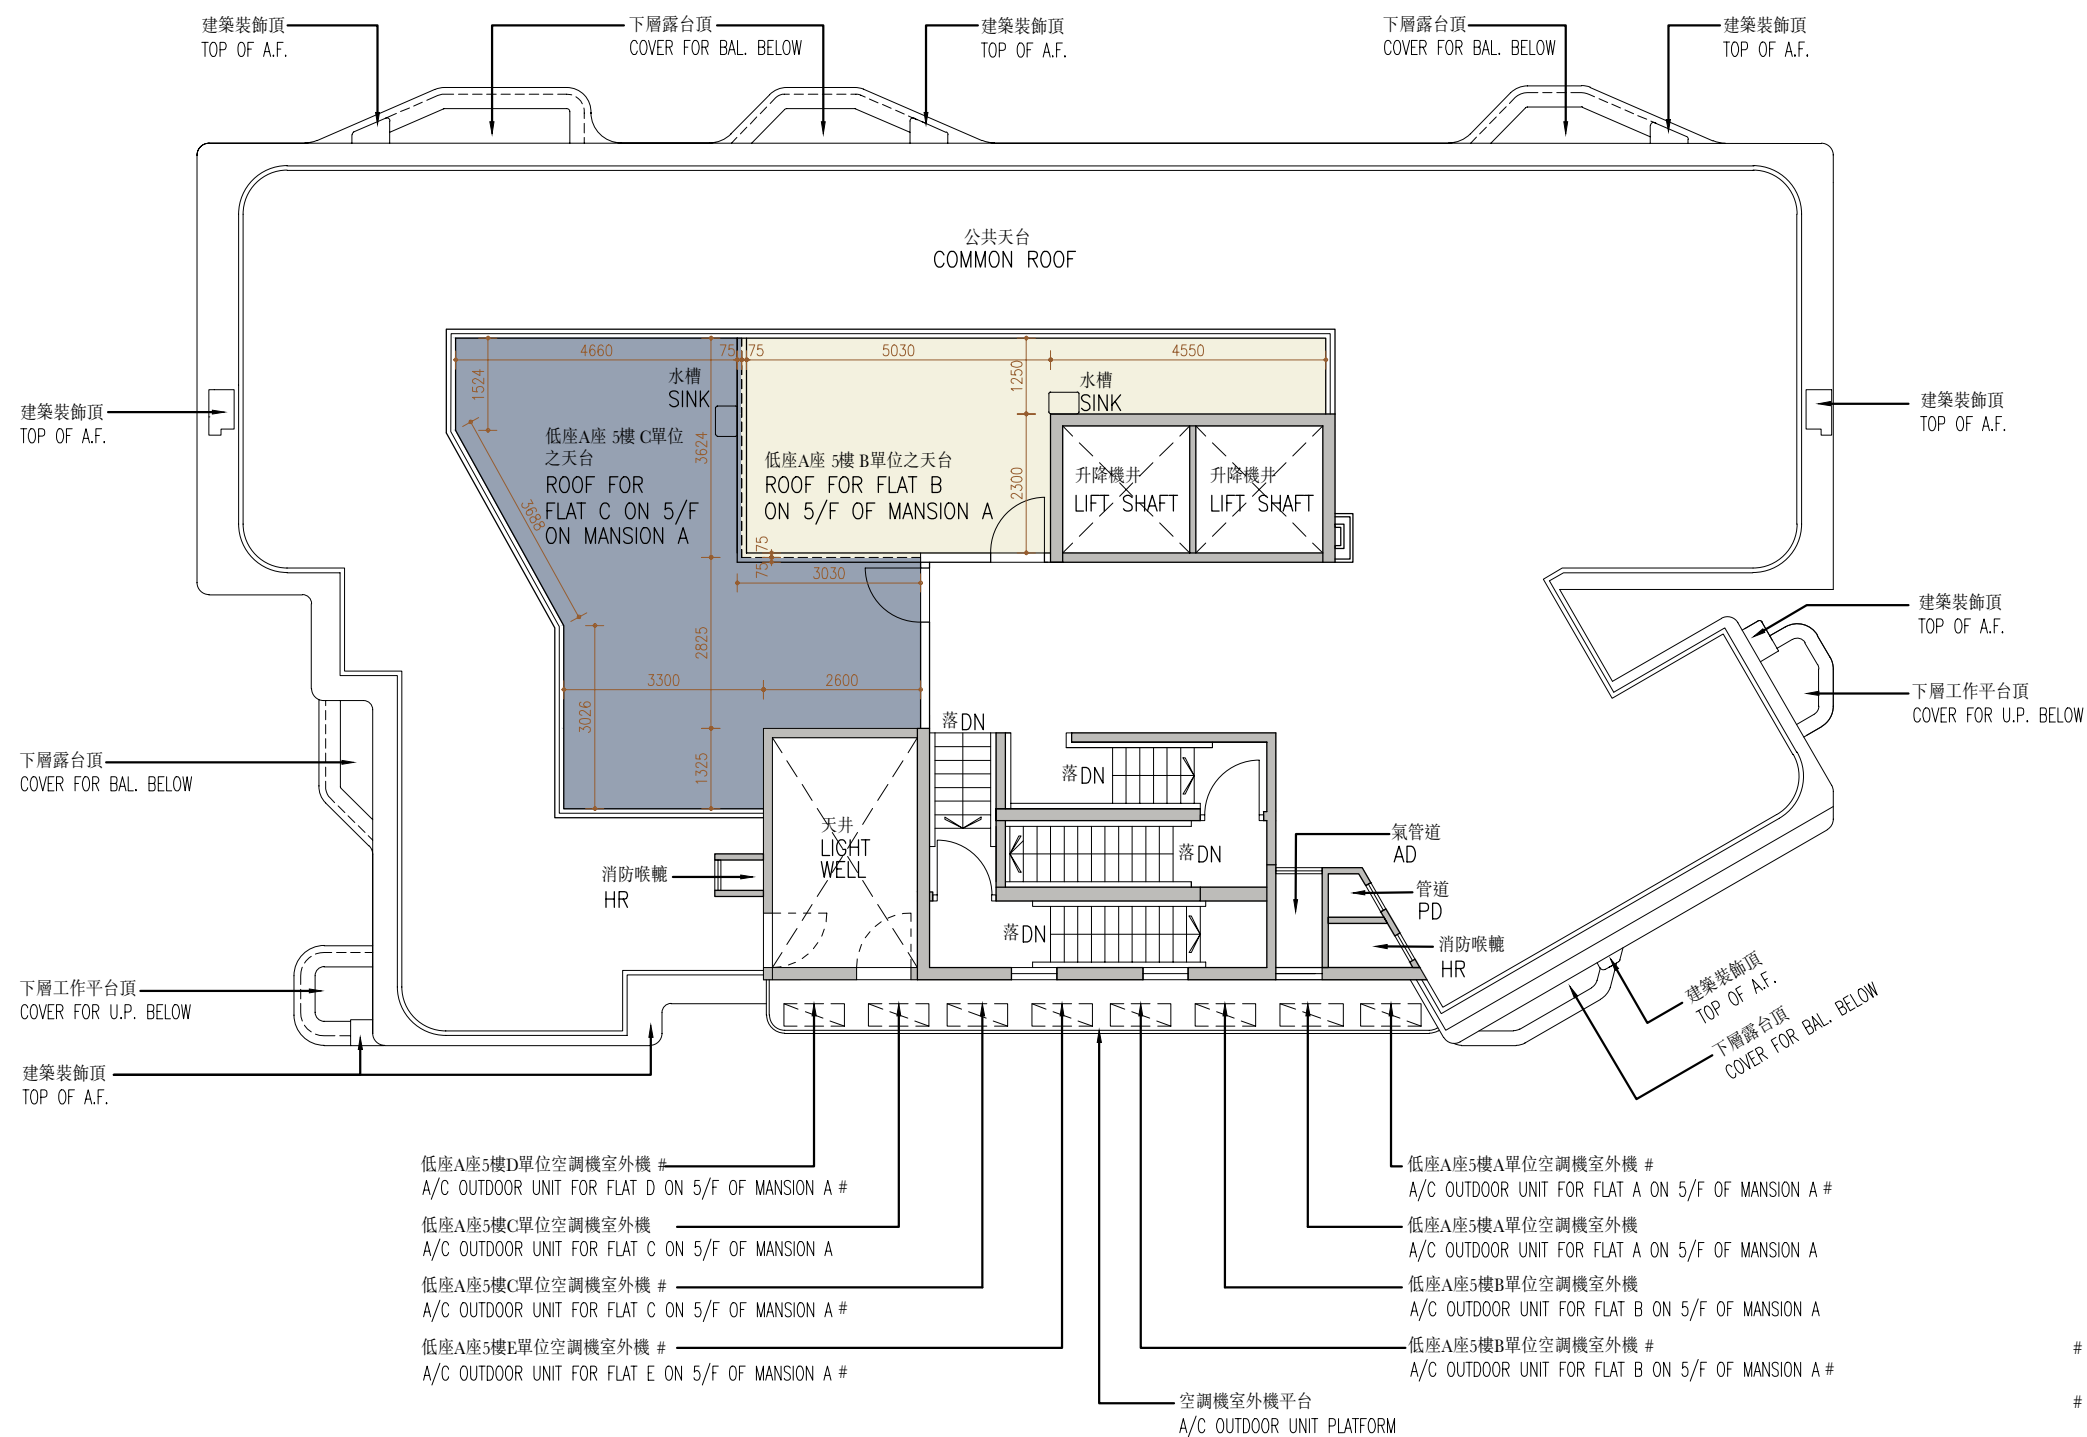 建築裝飾頂
TOP OF A.F.
下層露台頂
COVER FOR BAL. BELOW
建築裝飾頂
TOP OF A.F.
下層露台頂
COVER FOR BAL. BELOW
建築裝飾頂
TOP OF A.F.
公共天台
COMMON ROOF
4660
75
75
5030
4550
1524
3624
1250
2300
水槽
SINK
水槽
SINK
建築裝飾頂
TOP OF A.F.
建築裝飾頂
TOP OF A.F.
低座A座 5樓 C單位
之天台
ROOF FOR
FLAT C ON 5/F
ON MANSION A
低座A座 5樓 B單位之天台
ROOF FOR FLAT B
ON 5/F OF MANSION A
升降機井
LIFT SHAFT
升降機井
LIFT SHAFT
3688
75
75
3030
2825
3300
2600
3026
1325
建築裝飾頂
TOP OF A.F.
下層工作平台頂
COVER FOR U.P. BELOW
落DN
落DN
落DN
落DN
下層露台頂
COVER FOR BAL. BELOW
天井
LIGHT
WELL
消防喉轆
HR
氣管道
AD
管道
PD
消防喉轆
HR
下層工作平台頂
COVER FOR U.P. BELOW
建築裝飾頂
TOP OF A.F.
下層露台頂
COVER FOR BAL. BELOW
建築裝飾頂
TOP OF A.F.
低座A座5樓D單位空調機室外機 #
A/C OUTDOOR UNIT FOR FLAT D ON 5/F OF MANSION A #
低座A座5樓C單位空調機室外機
A/C OUTDOOR UNIT FOR FLAT C ON 5/F OF MANSION A
低座A座5樓C單位空調機室外機 #
A/C OUTDOOR UNIT FOR FLAT C ON 5/F OF MANSION A #
低座A座5樓E單位空調機室外機 #
A/C OUTDOOR UNIT FOR FLAT E ON 5/F OF MANSION A #
低座A座5樓A單位空調機室外機 #
A/C OUTDOOR UNIT FOR FLAT A ON 5/F OF MANSION A #
低座A座5樓A單位空調機室外機
A/C OUTDOOR UNIT FOR FLAT A ON 5/F OF MANSION A
低座A座5樓B單位空調機室外機
A/C OUTDOOR UNIT FOR FLAT B ON 5/F OF MANSION A
低座A座5樓B單位空調機室外機 #
A/C OUTDOOR UNIT FOR FLAT B ON 5/F OF MANSION A #
空調機室外機平台
A/C OUTDOOR UNIT PLATFORM
#
#